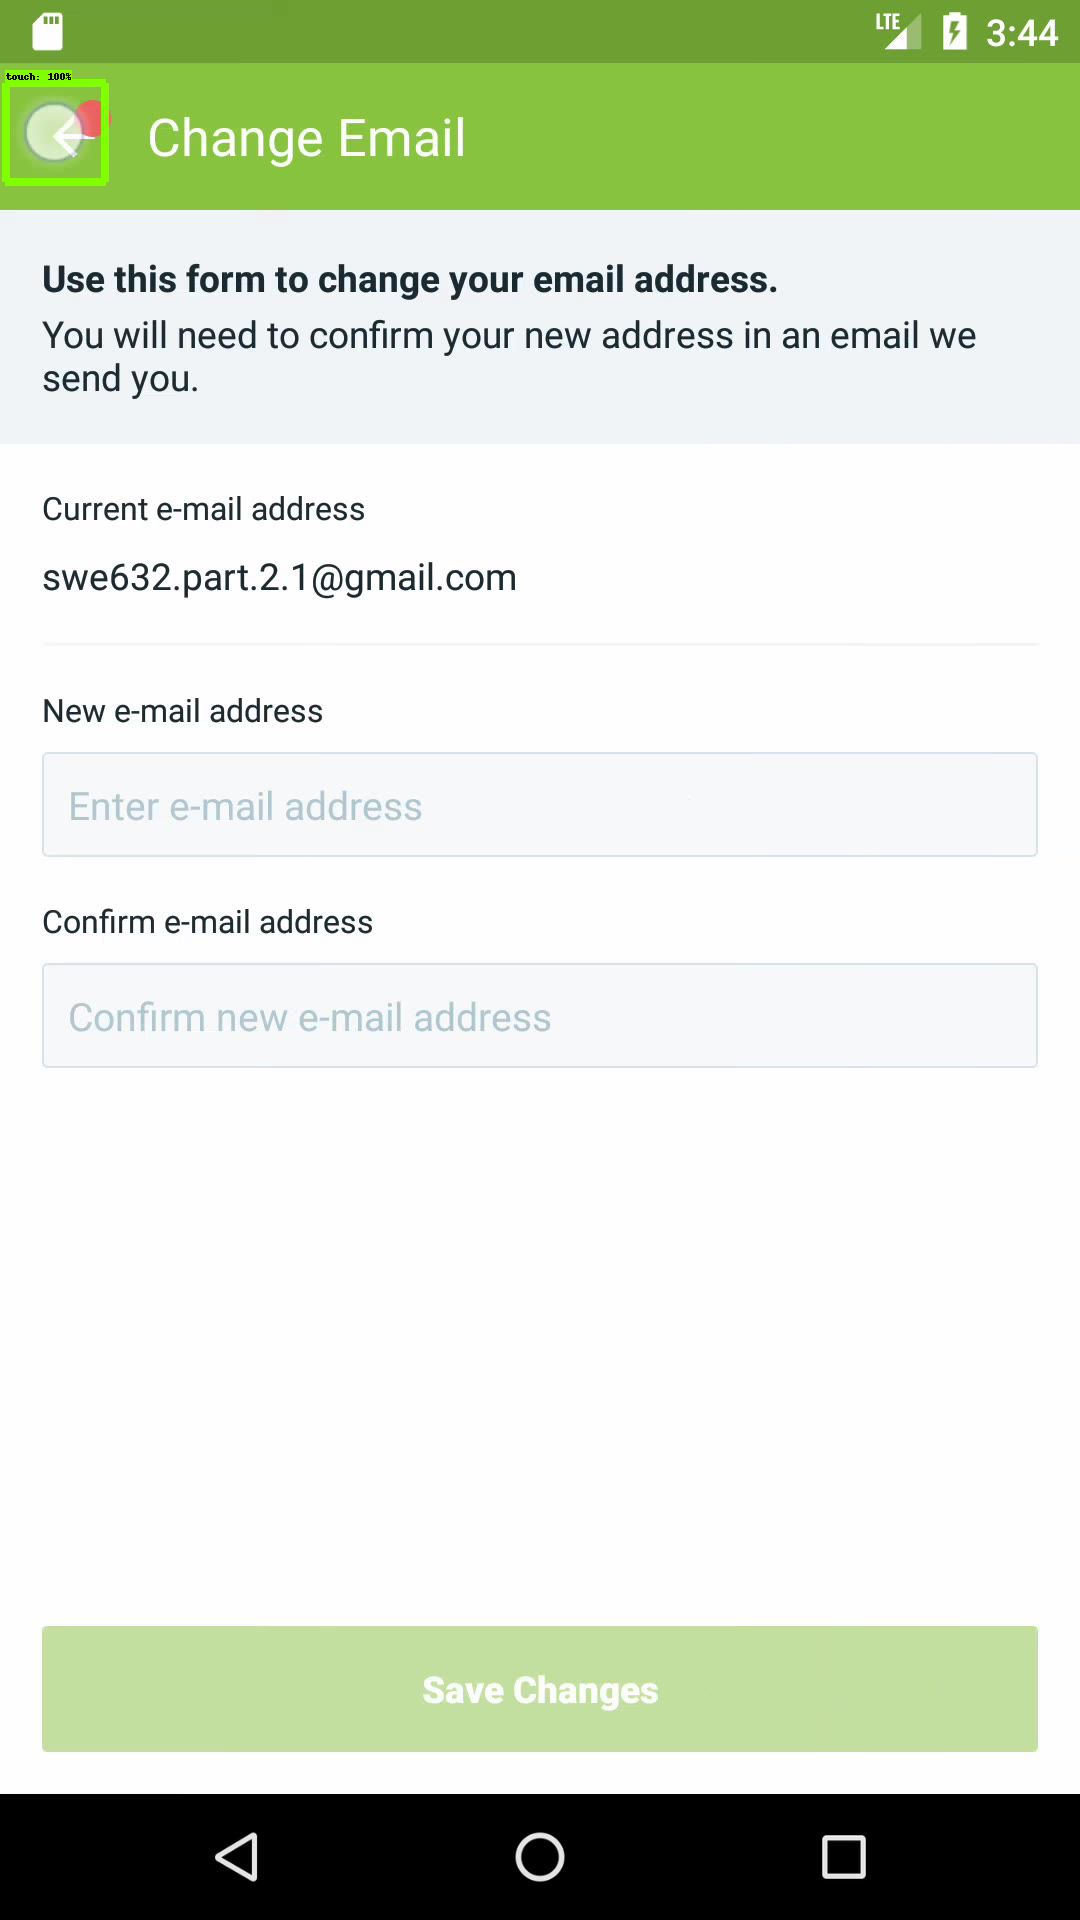 LTE 3:44
touch: 100%
Change Email
Use this form to change your email address.
You will need to confirm your new address in an email we
send you.
Current e-mail address
swe632.part.2.1@gmail.com
New e-mail address
Enter e-mail address
Confirm e-mail address
Confirm new e-mail address
Save Changes